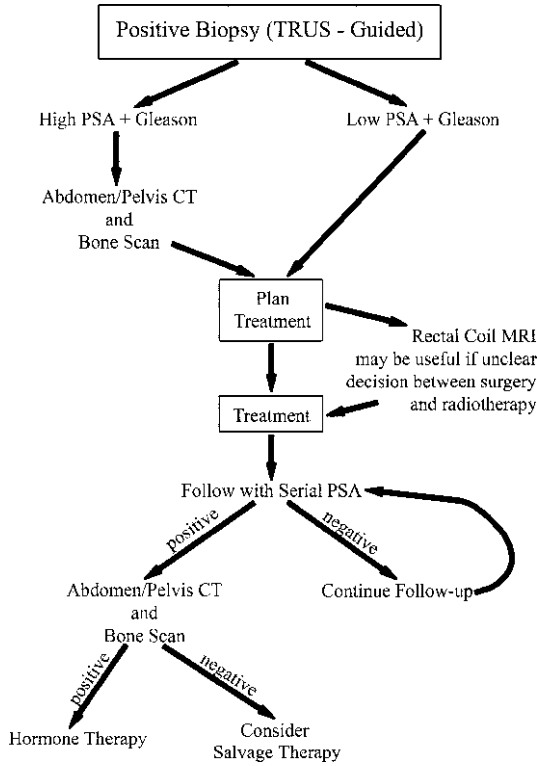 Positive Biopsy (TRUS - Guided)
High PSA + Gleason
Low PSA + Gleason
Abdomen/Pelvis CT
and
Bone Scan
Plan
Treatment
Rectal Coil MRI
may be useful if unclear
decision between surgery
and radiotherapy
Treatment
Follow with Serial PSA
positive
negative
Abdomen/Pelvis CT
and
Bone Scan
Continue Follow-up
positive
negative
Hormone Therapy
Consider
Salvage Therapy